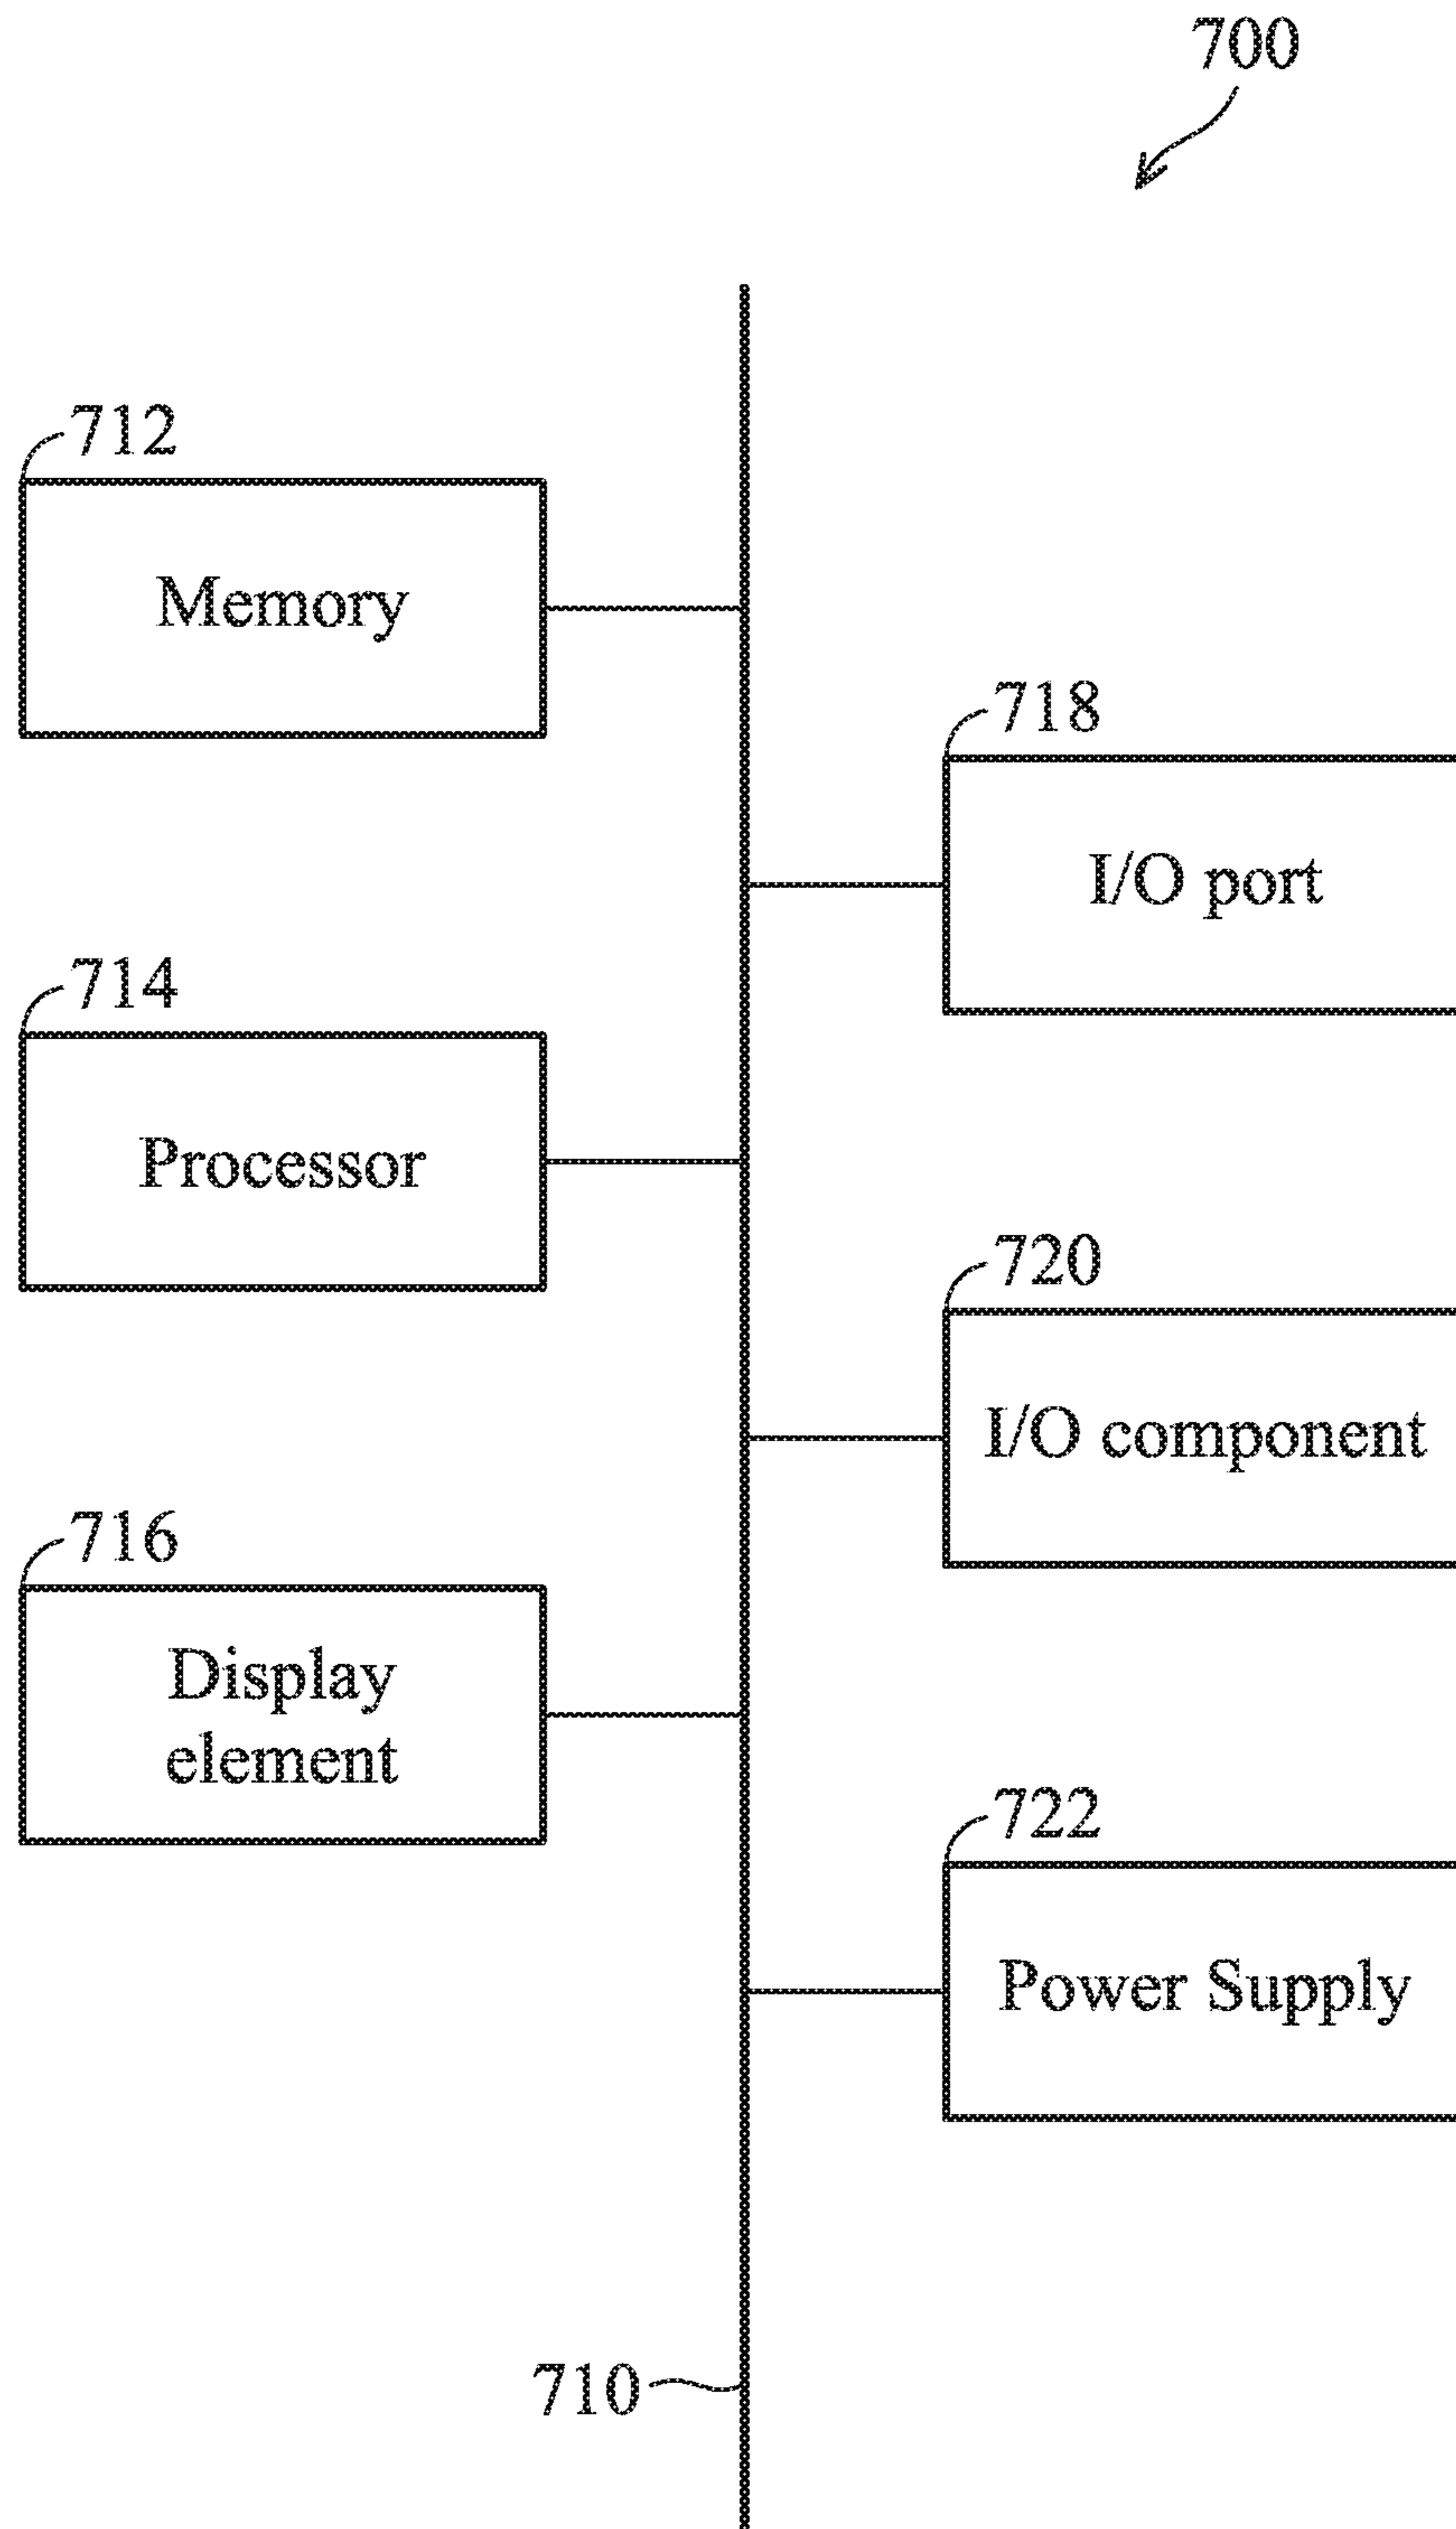 700
712
Memory
718
I/O port
714
Processor
720
I/O component
716
Display
element
722
Power Supply
710